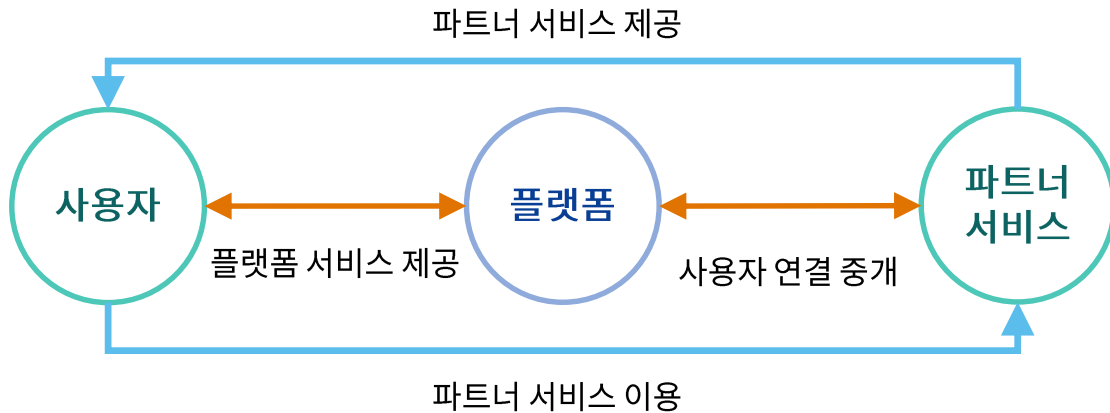 파트너 서비스 제공
사용자
플랫폼
파트너
서비스
플랫폼 서비스 제공
사용자 연결 중개
파트너 서비스 이용